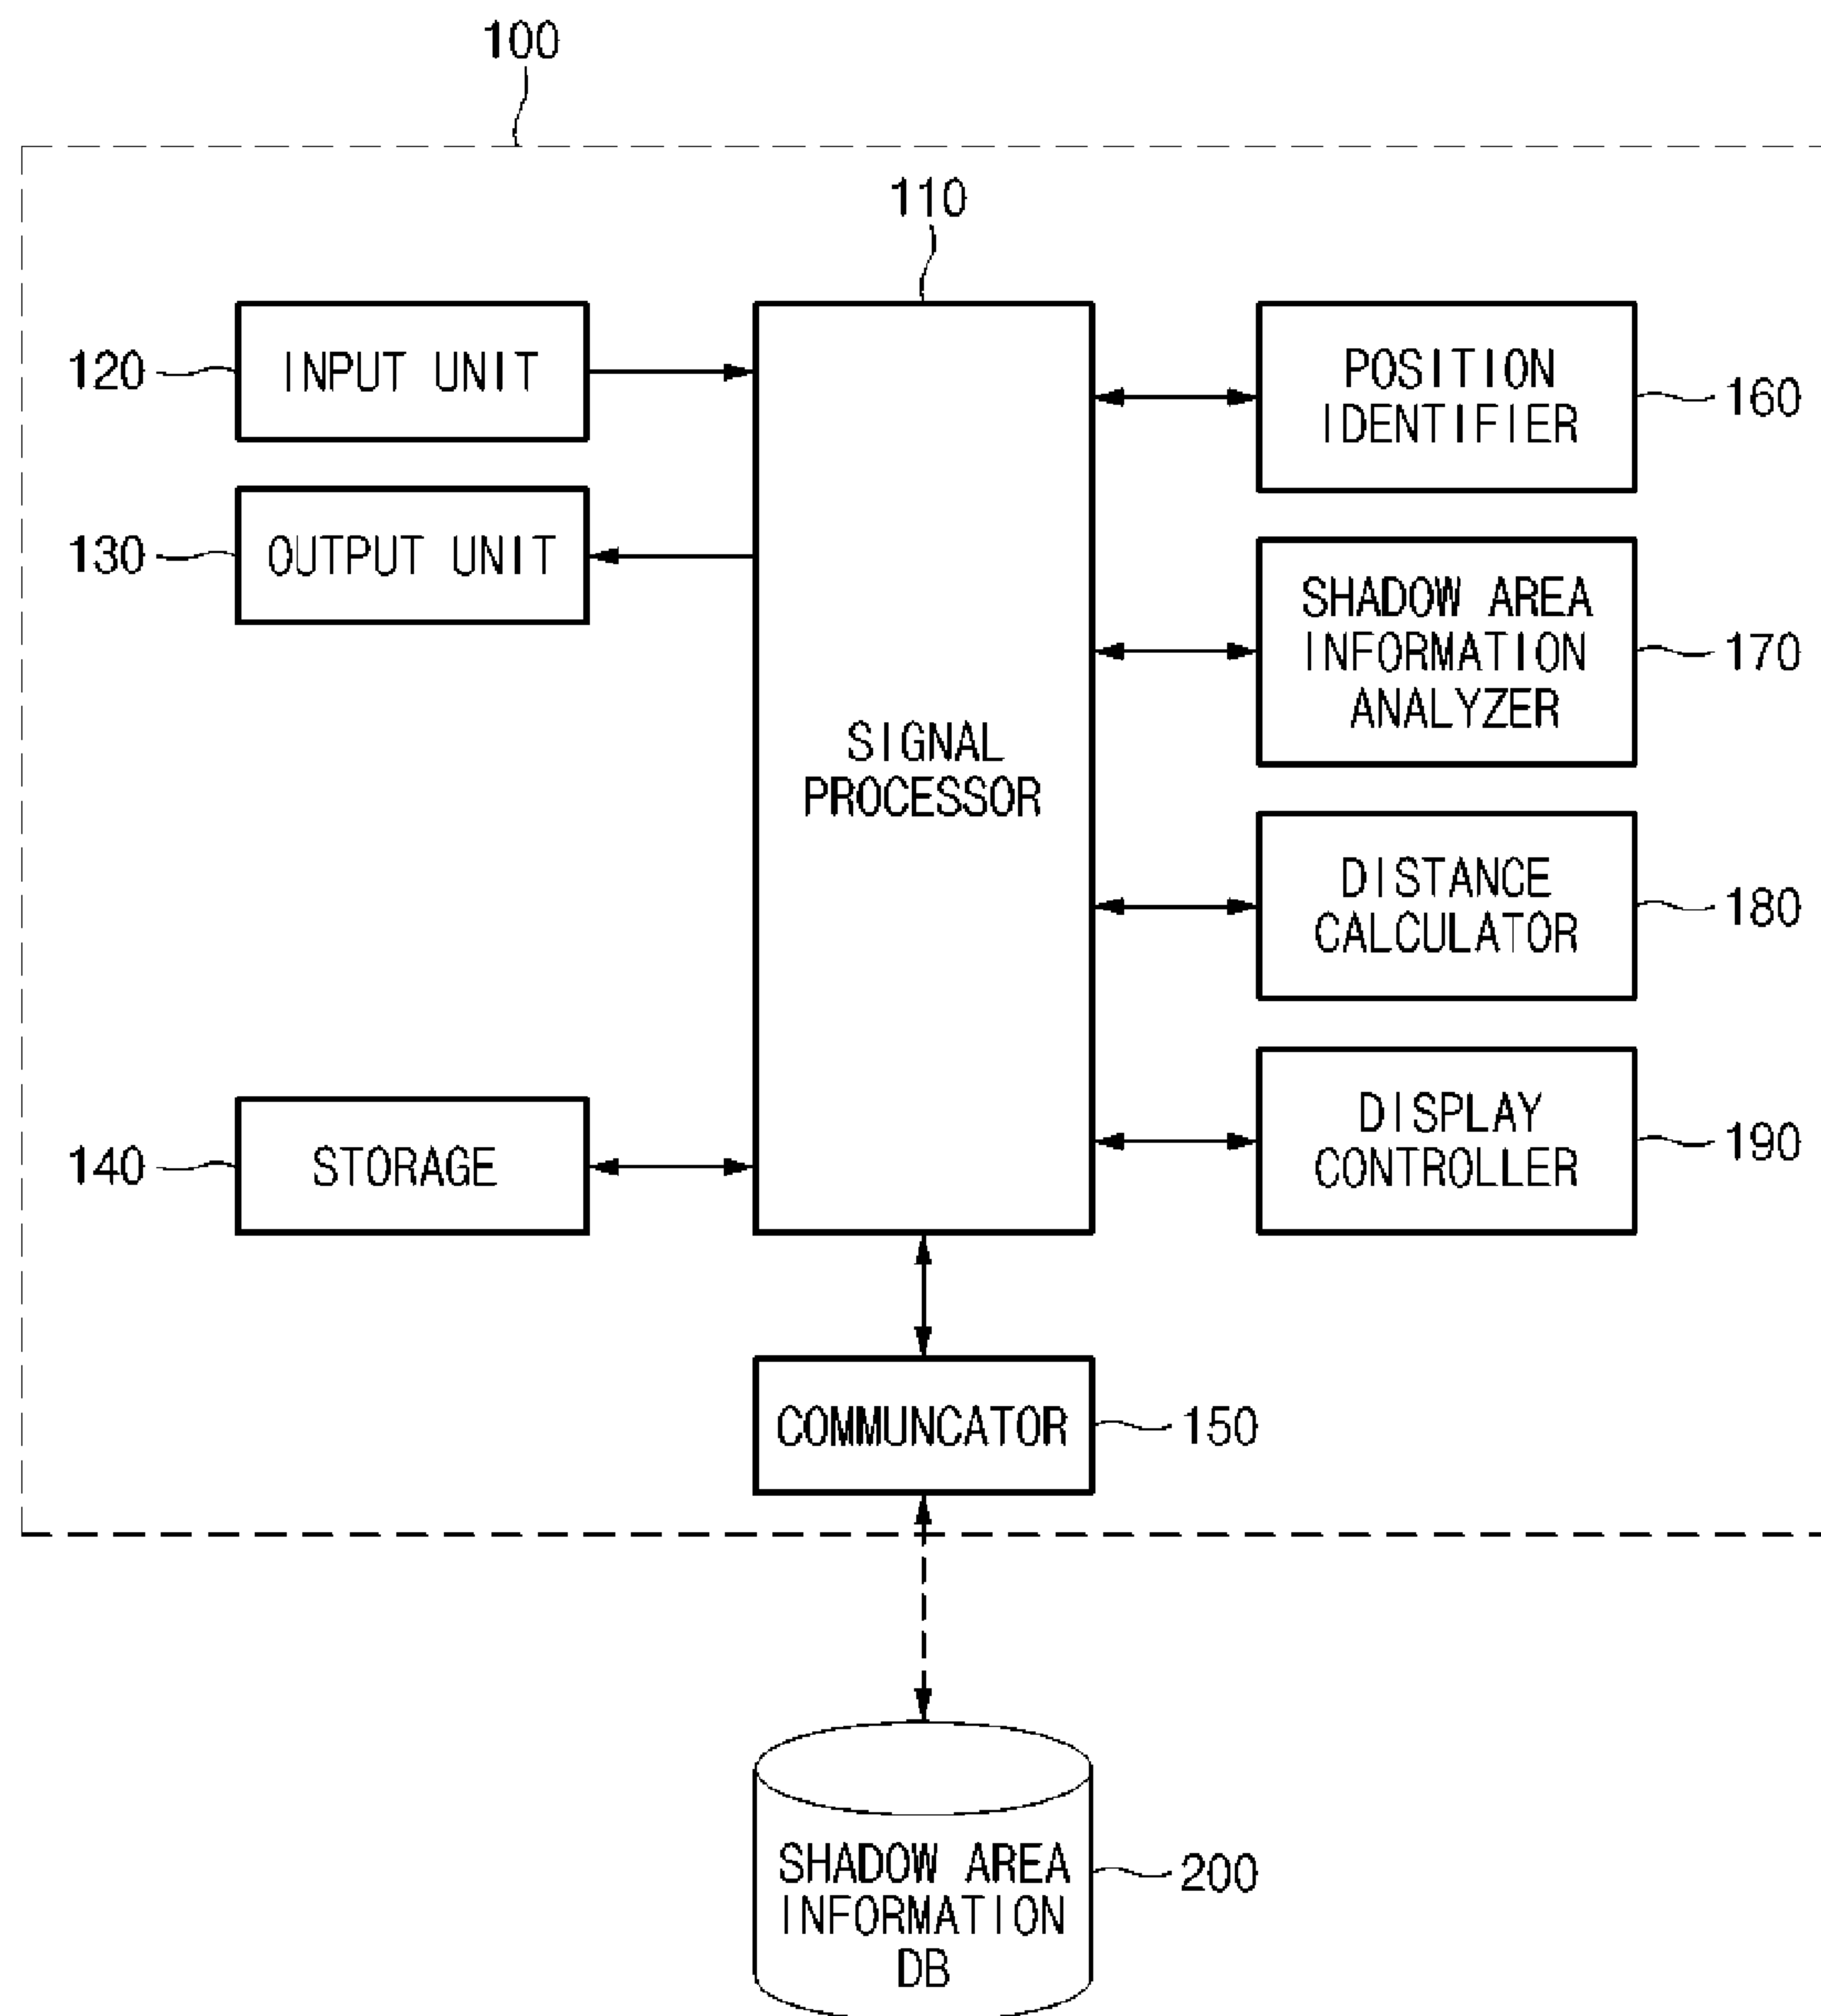 100
110
120
INPUT UNIT
130
OUTPUT UNIT
SIGNAL
PROCESSOR
POSITION
IDENTIFIER
160
SHADOW AREA
INFORMATION
ANALYZER
170
DISTANCE
CALCULATOR
180
140
STORAGE
DISPLAY
CONTROLLER
190
COMMUNCATOR
150
SHADOW AREA
INFORMATION
DB
200